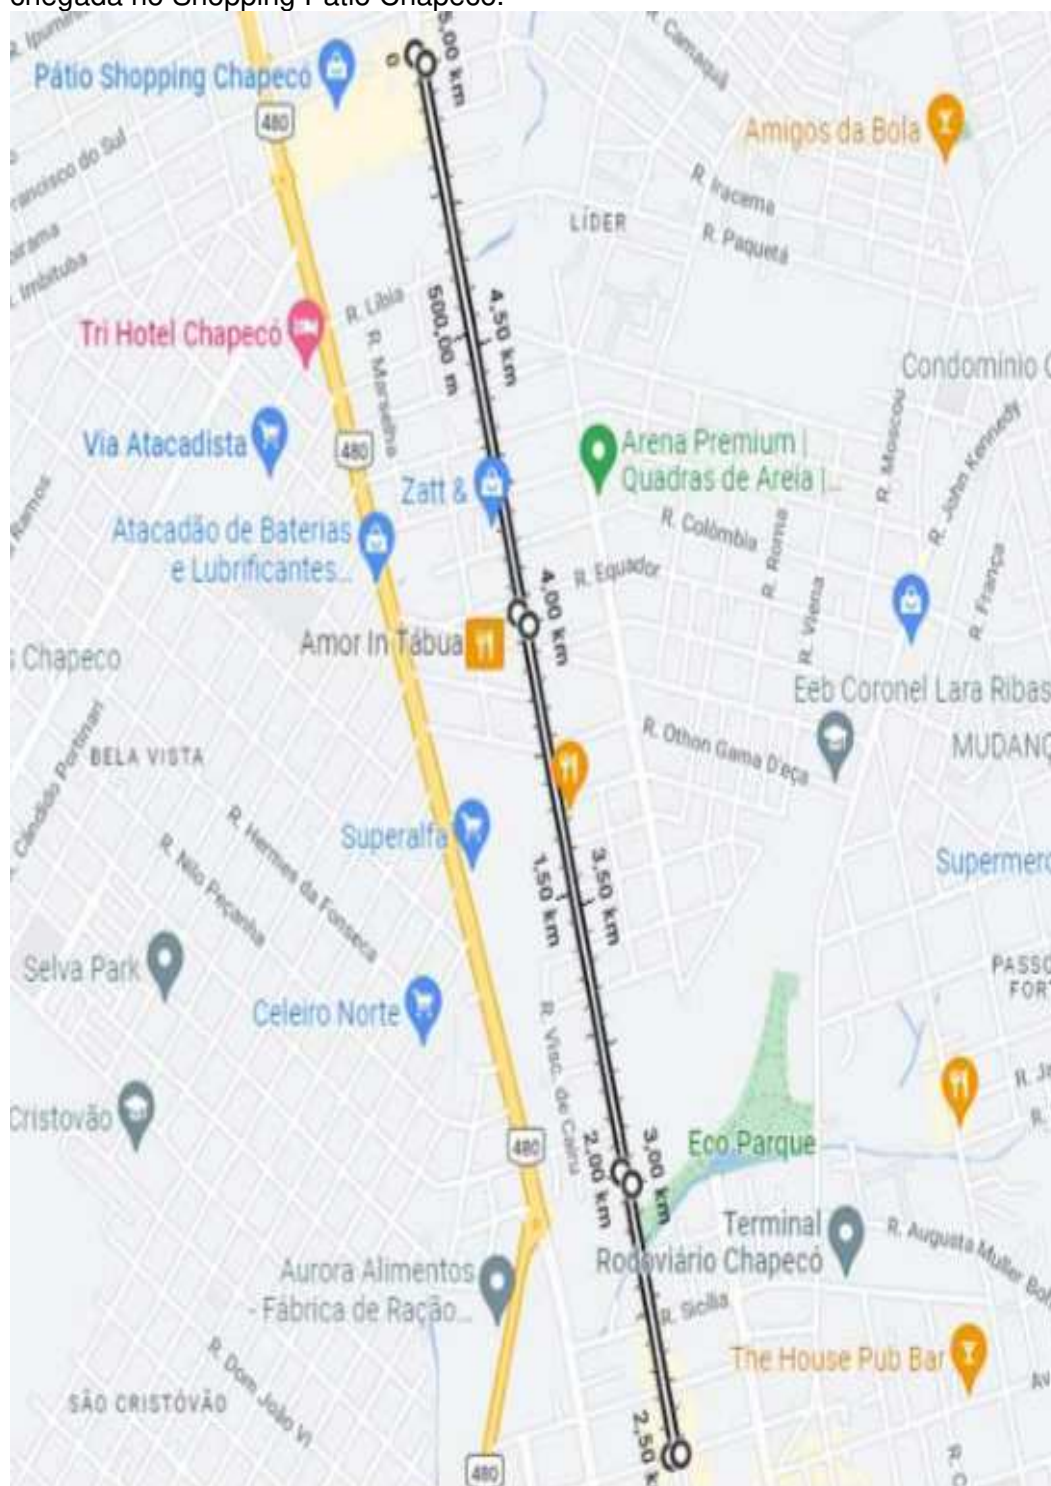 chegada no Shopping Pátio Chapecó.
R. Camaquã
5,00 km
0
Pátio Shopping Chapecó
480
Amigos da Bola
R. Iracema
LÍDER
R. Paquetá
R. Líbia
500,00 m
4,50 km
Tri Hotel Chapecó
R. Marselha
Condomínio
R. Moscou
R. John Kennedy
Via Atacadista
480
Arena Premium |
Quadras de Areia |...
Zatt &
R. Colômbia
R. Roma
Atacadão de Baterias
e Lubrificantes...
R. Equador
4,00 km
R. França
R. Viena
Amor In Tábua
Chapeco
Eeb Coronel Lara Ribas
R. Othon Gama D'eça
BELA VISTA
Cândido Portinari
R. Hermes da Fonseca
R. Nilo Peçanha
Superalfa
1,50 km
3,50 km
Selva Park
Celeiro Norte
R. Visc. de Cairu
Cristovão
480
2,00 km
3,00 km
Eco Parque
Terminal
Rodoviário Chapecó
R. Augusta Muller
Aurora Alimentos
- Fábrica de Ração...
R. Sicília
The House Pub Bar
R. Dom João VI
SÃO CRISTÓVÃO
2,50
480